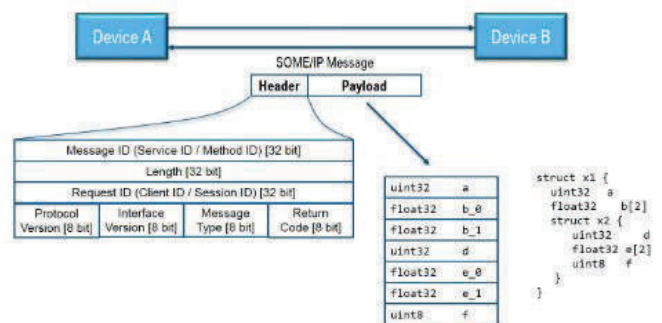 Device A
Device B
SOME/IP Message
Header Payload
Message ID (Service ID / Method ID) [32 bit]
Length [32 bit]
Request ID (Client ID / Session ID) [32 bit]
Protocol Version [8 bit]
Interface Version [8 bit]
Message Type [8 bit]
Return Code [8 bit]
uint32 a
float32 b_0
float32 b_1
uint32 d
float32 e_0
float32 e_1
uint8 f
struct x1 {
uint32 a
float32 b[2]
struct x2 {
uint32 d
float32 e[2]
uint8 f
}
}